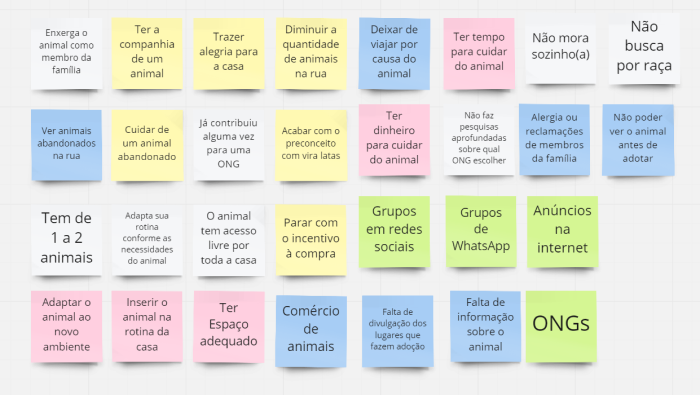 Enxerga o
animal como
membro da
família
Ter a
companhia
de um
animal
Trazer
alegria para
a casa
Diminuir a
quantidade
de animais
na rua
Deixar de
viajar por
causa do
animal
Ter tempo
para cuidar
do animal
Não mora
sozinho(a)
Não
busca
por raça
Ver animais
abandonados
na rua
Cuidar de
um animal
abandonado
Já contribuiu
alguma vez
para uma
ONG
Acabar com o
preconceito
com vira latas
Ter
dinheiro
para cuidar
do animal
Não faz
pesquisas
aprofundadas
sobre qual
ONG escolher
Alergia ou
reclamações
de membros
da família
Não poder
ver o animal
antes de
adotar
Tem de
1 a 2
animais
Adapta sua
rotina
conforme as
necessidades
do animal
O animal
tem acesso
livre por
toda a casa
Parar com
o incentivo
à compra
Grupos
em redes
sociais
Grupos
de
WhatsApp
Anúncios
na
internet
Adaptar o
animal ao
novo
ambiente
Inserir o
animal na
rotina da
casa
Ter
Espaço
adequado
Comércio
de
animais
Falta de
divulgação dos
lugares que
fazem adoção
Falta de
informação
sobre o
animal
ONGs